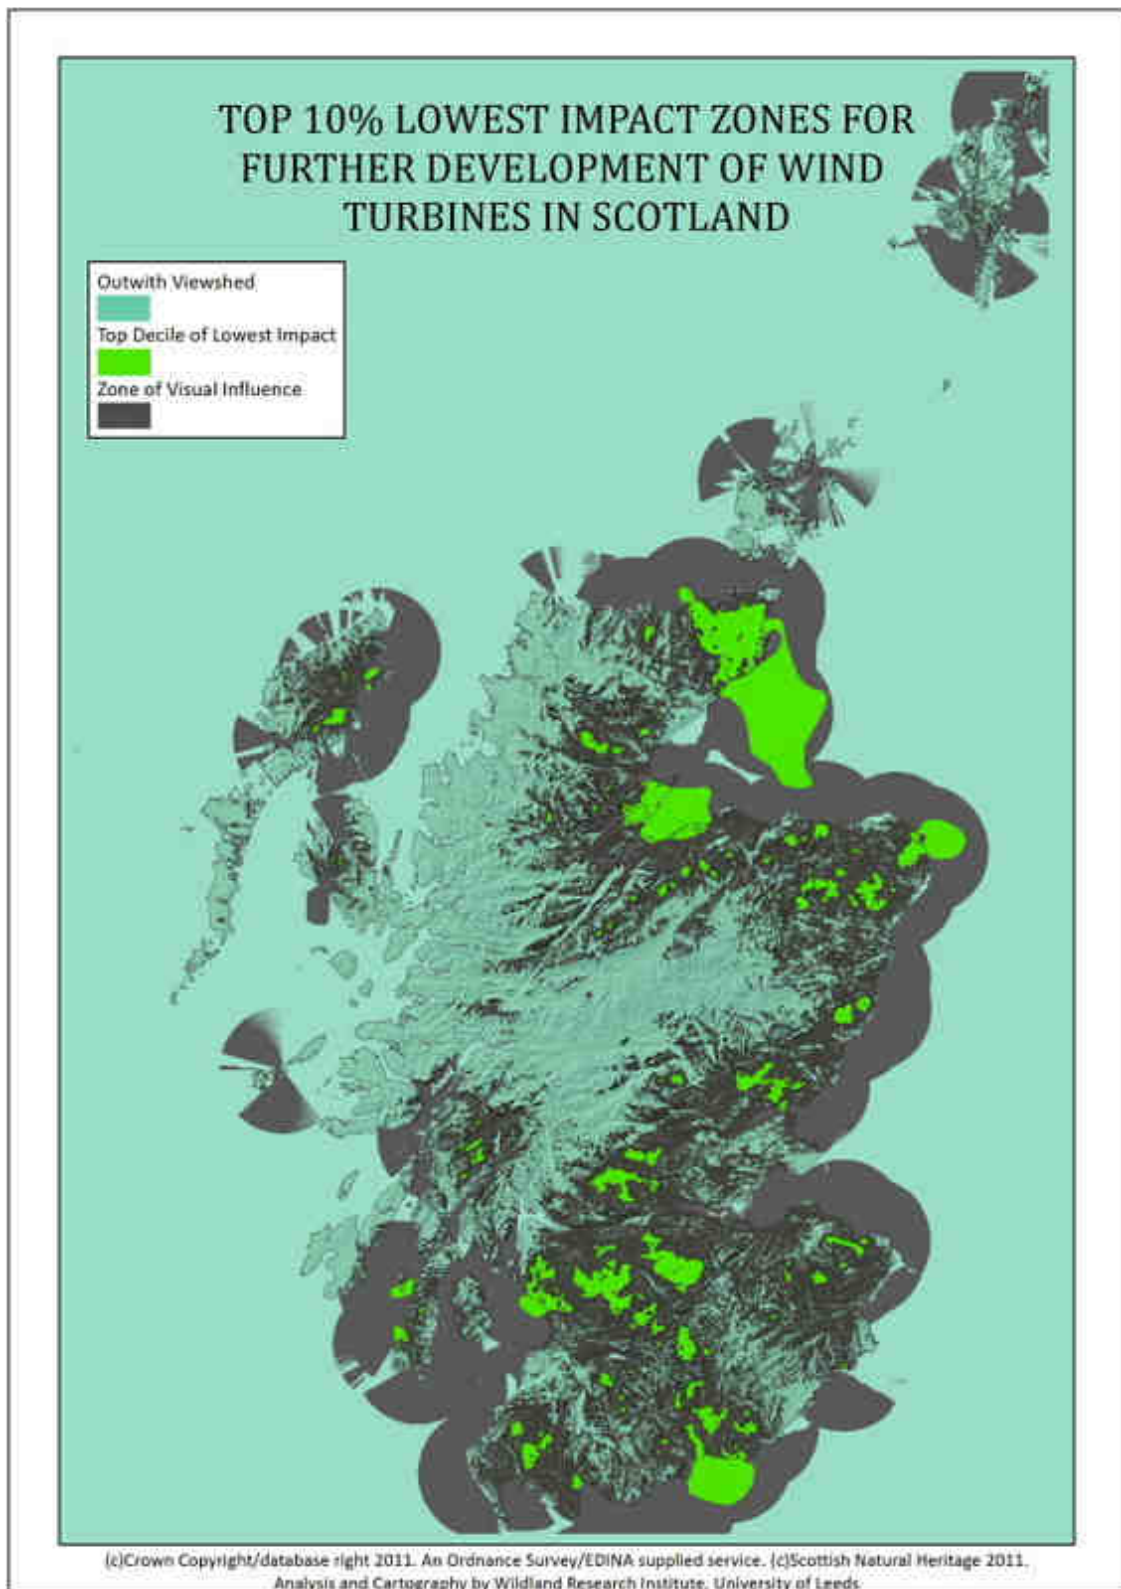 TOP 10% LOWEST IMPACT ZONES FOR
FURTHER DEVELOPMENT OF WIND
TURBINES IN SCOTLAND
Outwith Viewshed
Top Decile of Lowest Impact
Zone of Visual Influence
(c)Crown Copyright/database right 2011. An Ordnance Survey/EDINA supplied service. (c)Scottish Natural Heritage 2011.
Analysis and Cartography by Wildland Research Institute, University of Leeds